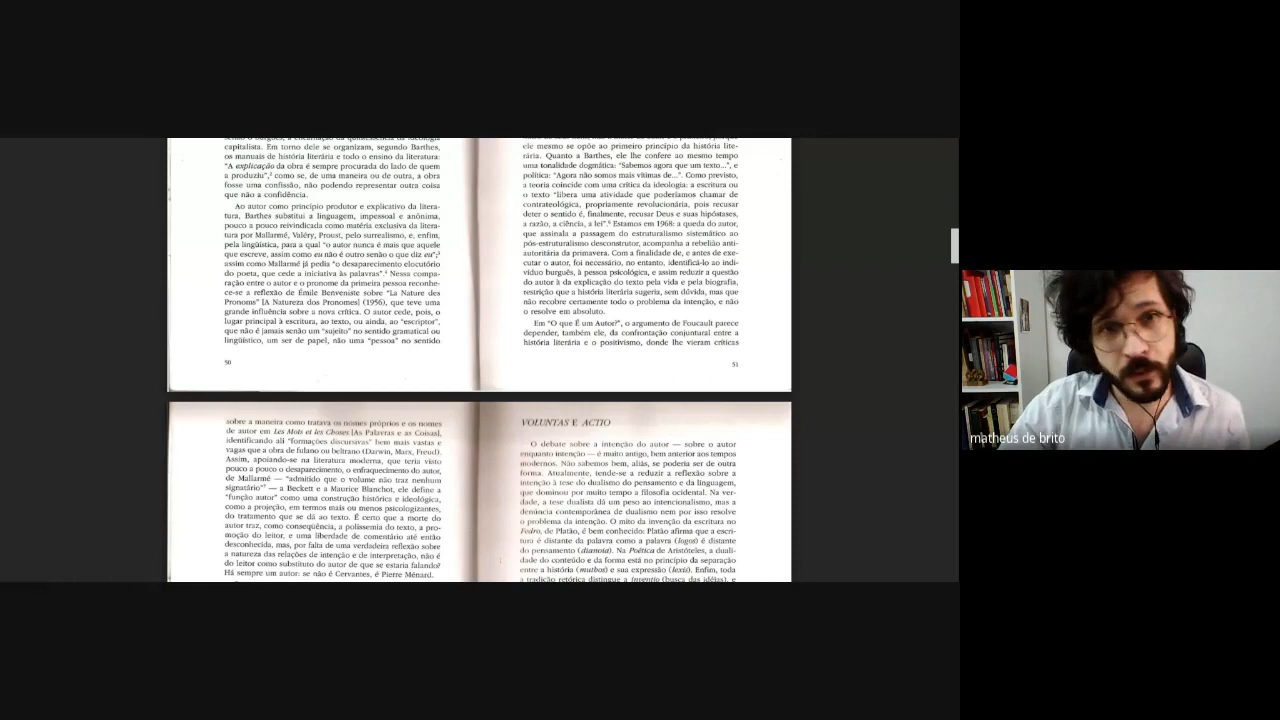 capitalista. Em torno dele se organizam, segundo Barthes,
os manuais de história literária e todo o ensino da literatura:
“A explicação da obra é sempre procurada do lado de quem
a produziu”,² como se, de uma maneira ou de outra, a obra
fosse uma confissão, não podendo representar outra coisa
que não a confidência.
Ao autor como princípio produtor e explicativo da litera-
tura, Barthes substitui a linguagem, impessoal e anônima,
pouco a pouco reivindicada como matéria exclusiva da litera-
tura por Mallarmé, Valéry, Proust, pelo surrealismo, e, enfim,
pela lingüística, para a qual “o autor nunca é mais que aquele
que escreve, assim como eu não é outro senão o que diz eu”;³
assim como Mallarmé já pedia “o desaparecimento elocutório
do poeta, que cede a iniciativa às palavras”.⁴ Nessa compa-
ração entre o autor e o pronome da primeira pessoa reconhe-
ce-se a reflexão de Émile Benveniste sobre “La Nature des
Pronoms” [A Natureza dos Pronomes] (1956), que teve uma
grande influência sobre a nova crítica. O autor cede, pois, o
lugar principal à escritura, ao texto, ou ainda, ao “escriptor”,
que não é jamais senão um “sujeito” no sentido gramatical ou
lingüístico, um ser de papel, não uma “pessoa” no sentido
50
ele mesmo se opõe ao primeiro princípio da história lite-
rária. Quanto a Barthes, ele lhe confere ao mesmo tempo
uma tonalidade dogmática: “Sabemos agora que um texto...”, e
política: “Agora não somos mais vítimas de...”. Como previsto,
a teoria coincide com uma crítica da ideologia: a escritura ou
o texto “libera uma atividade que poderíamos chamar de
contrateológica, propriamente revolucionária, pois recusar
deter o sentido é, finalmente, recusar Deus e suas hipóstases,
a razão, a ciência, a lei”.⁶ Estamos em 1968: a queda do autor,
que assinala a passagem do estruturalismo sistemático ao
pós-estruturalismo desconstrutor, acompanha a rebelião anti-
autoritária da primavera. Com a finalidade de, e antes de exe-
cutar o autor, foi necessário, no entanto, identificá-lo ao indi-
víduo burguês, à pessoa psicológica, e assim reduzir a questão
do autor à da explicação do texto pela vida e pela biografia,
restrição que a história literária sugeria, sem dúvida, mas que
não recobre certamente todo o problema da intenção, e não
o resolve em absoluto.
Em “O que É um Autor?”, o argumento de Foucault parece
depender, também ele, da confrontação conjuntural entre a
história literária e o positivismo, donde lhe vieram críticas
51
sobre a maneira como tratava os nomes próprios e os nomes
de autor em Les Mots et les Choses [As Palavras e as Coisas],
identificando ali “formações discursivas” bem mais vastas e
vagas que a obra de fulano ou beltrano (Darwin, Marx, Freud).
Assim, apoiando-se na literatura moderna, que teria visto
pouco a pouco o desaparecimento, o enfraquecimento do autor,
de Mallarmé — “admitido que o volume não traz nenhum
signatário”⁷ — a Beckett e a Maurice Blanchot, ele define a
“função autor” como uma construção histórica e ideológica,
como a projeção, em termos mais ou menos psicologizantes,
do tratamento que se dá ao texto. É certo que a morte do
autor traz, como conseqüência, a polissemia do texto, a pro-
moção do leitor, e uma liberdade de comentário até então
desconhecida, mas, por falta de uma verdadeira reflexão sobre
a natureza das relações de intenção e de interpretação, não é
do leitor como substituto do autor de que se estaria falando?
Há sempre um autor: se não é Cervantes, é Pierre Ménard.
VOLUNTAS E ACTIO
O debate sobre a intenção do autor — sobre o autor
enquanto intenção — é muito antigo, bem anterior aos tempos
modernos. Não sabemos bem, aliás, se poderia ser de outra
forma. Atualmente, tende-se a reduzir a reflexão sobre a
intenção à tese do dualismo do pensamento e da linguagem,
que dominou por muito tempo a filosofia ocidental. Na ver-
dade, a tese dualista dá um peso ao intencionalismo, mas a
denúncia contemporânea de dualismo nem por isso resolve
o problema da intenção. O mito da invenção da escritura no
Fedro, de Platão, é bem conhecido: Platão afirma que a escri-
tura é distante da palavra como a palavra (logos) é distante
do pensamento (dianoia). Na Poética de Aristóteles, a duali-
dade do conteúdo e da forma está no princípio da separação
entre a história (muthos) e sua expressão (lexis). Enfim, toda
a tradição retórica distingue a inventio (busca das idéias), e
matheus de brito